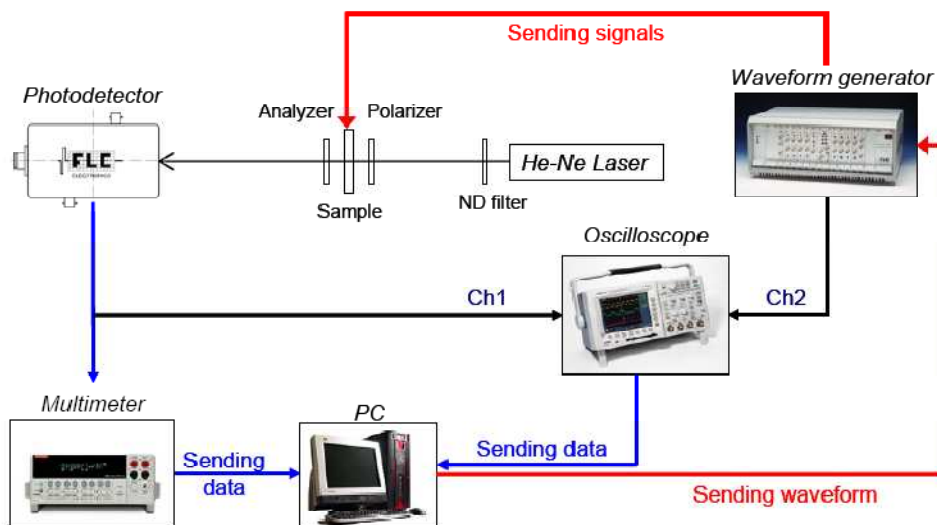 Sending signals
Waveform generator
Photodetector
Analyzer
Polarizer
FLC
ELECTRONICS
He-Ne Laser
Sample
ND filter
Oscilloscope
Ch1
Ch2
Multimeter
PC
Sending
data
Sending data
Sending waveform